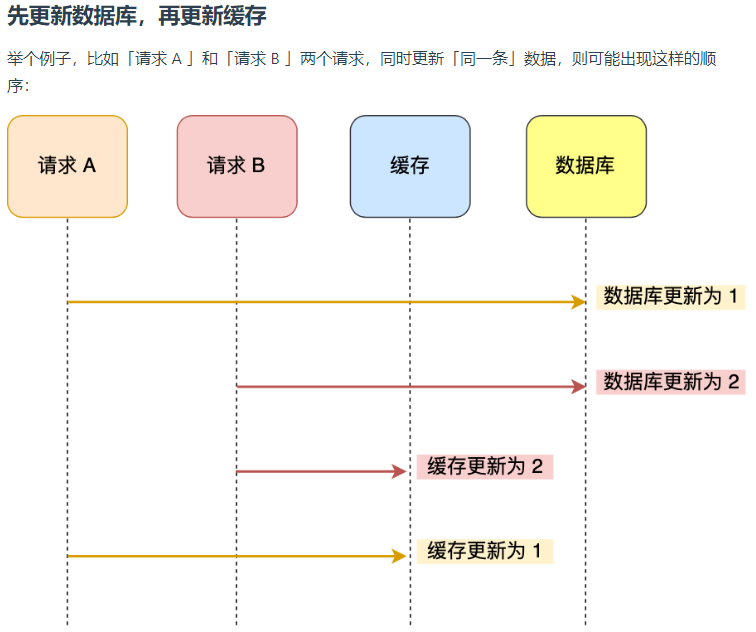 先更新数据库，再更新缓存
举个例子，比如「请求 A 」和「请求 B 」两个请求，同时更新「同一条」数据，则可能出现这样的顺
序：
请求 A
请求 B
缓存
数据库
数据库更新为 1
数据库更新为 2
缓存更新为 2
缓存更新为 1